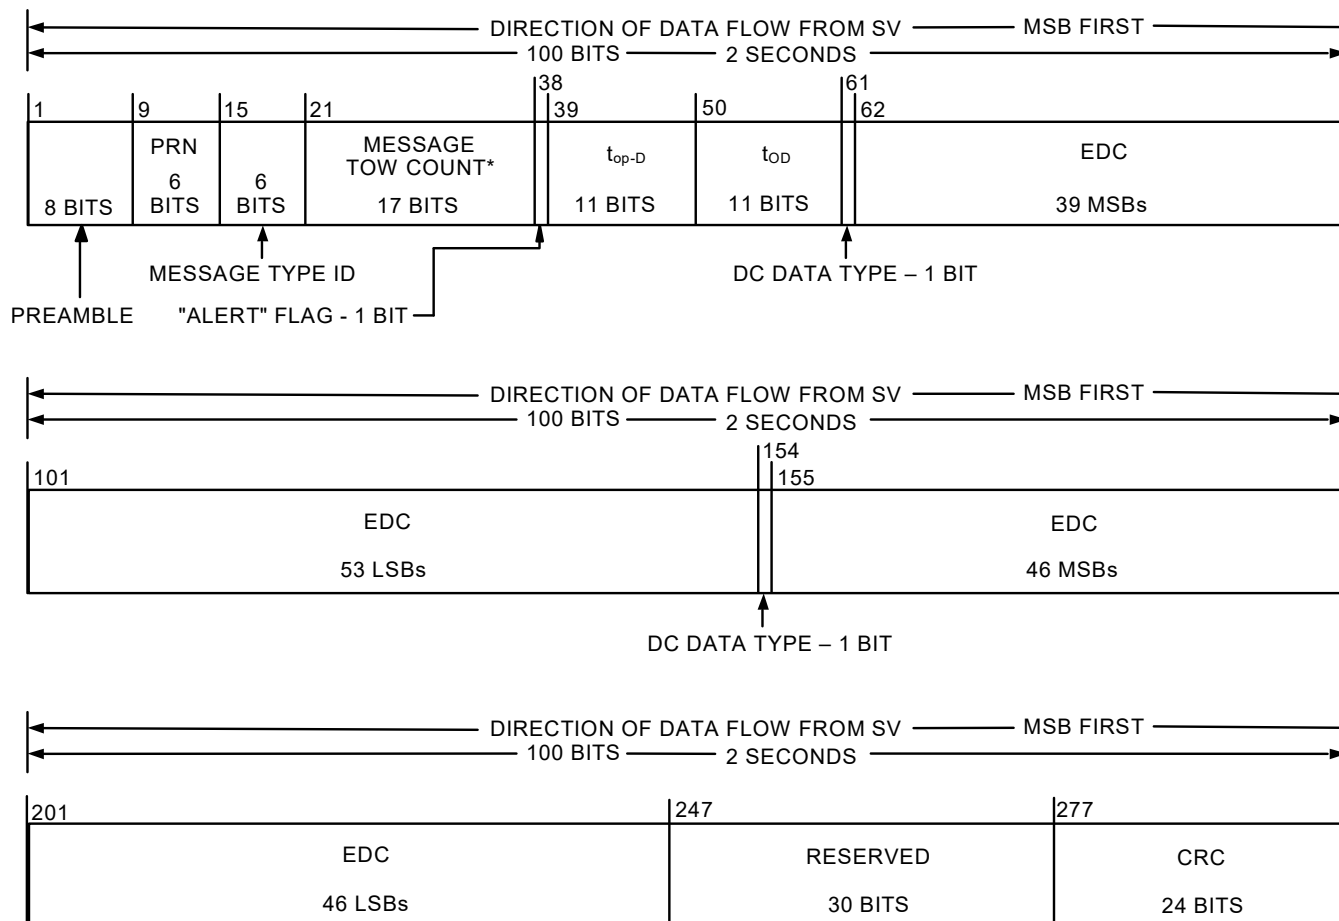 DIRECTION OF DATA FLOW FROM SV MSB FIRST
100 BITS 2 SECONDS
38 61
1 9 15 21 39 50 62
PRN MESSAGE t_op-D t_OD EDC
TOW COUNT*
6 6
8 BITS BITS BITS 17 BITS 11 BITS 11 BITS 39 MSBs
MESSAGE TYPE ID DC DATA TYPE – 1 BIT
PREAMBLE "ALERT" FLAG - 1 BIT
DIRECTION OF DATA FLOW FROM SV MSB FIRST
100 BITS 2 SECONDS
154
101 155
EDC EDC
53 LSBs 46 MSBs
DC DATA TYPE – 1 BIT
DIRECTION OF DATA FLOW FROM SV MSB FIRST
100 BITS 2 SECONDS
201 247 277
EDC RESERVED CRC
46 LSBs 30 BITS 24 BITS